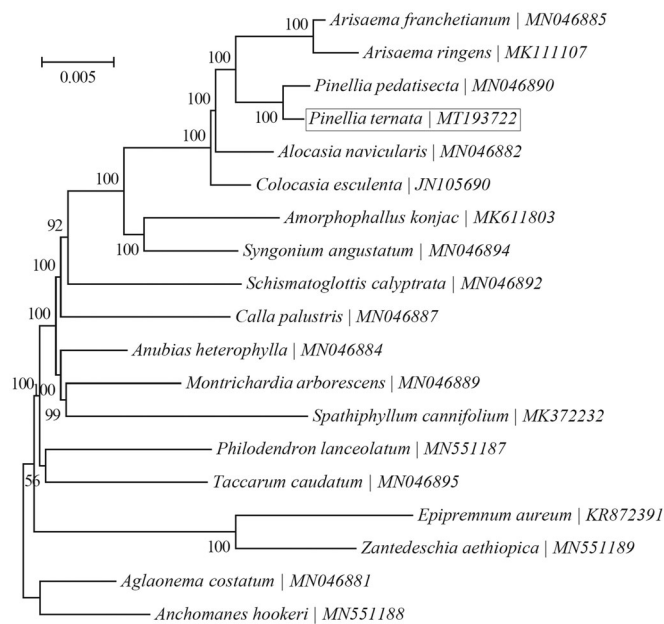 100
Arisaema franchetianum | MN046885
Arisaema ringens | MK111107
0.005
100
Pinellia pedatisecta | MN046890
100
Pinellia ternata | MT193722
100
100
Alocasia navicularis | MN046882
100
Colocasia esculenta | JN105690
Amorphophallus konjac | MK611803
92
100
Syngonium angustatum | MN046894
100
Schismatoglottis calyptrata | MN046892
100
Calla palustris | MN046887
Anubias heterophylla | MN046884
100
00
Montrichardia arborescens | MN046889
99
Spathiphyllum cannifolium | MK372232
Philodendron lanceolatum | MN551187
56
Taccarum caudatum | MN046895
Epipremnum aureum | KR872391
100
Zantedeschia aethiopica | MN551189
Aglaonema costatum | MN046881
Anchomanes hookeri | MN551188